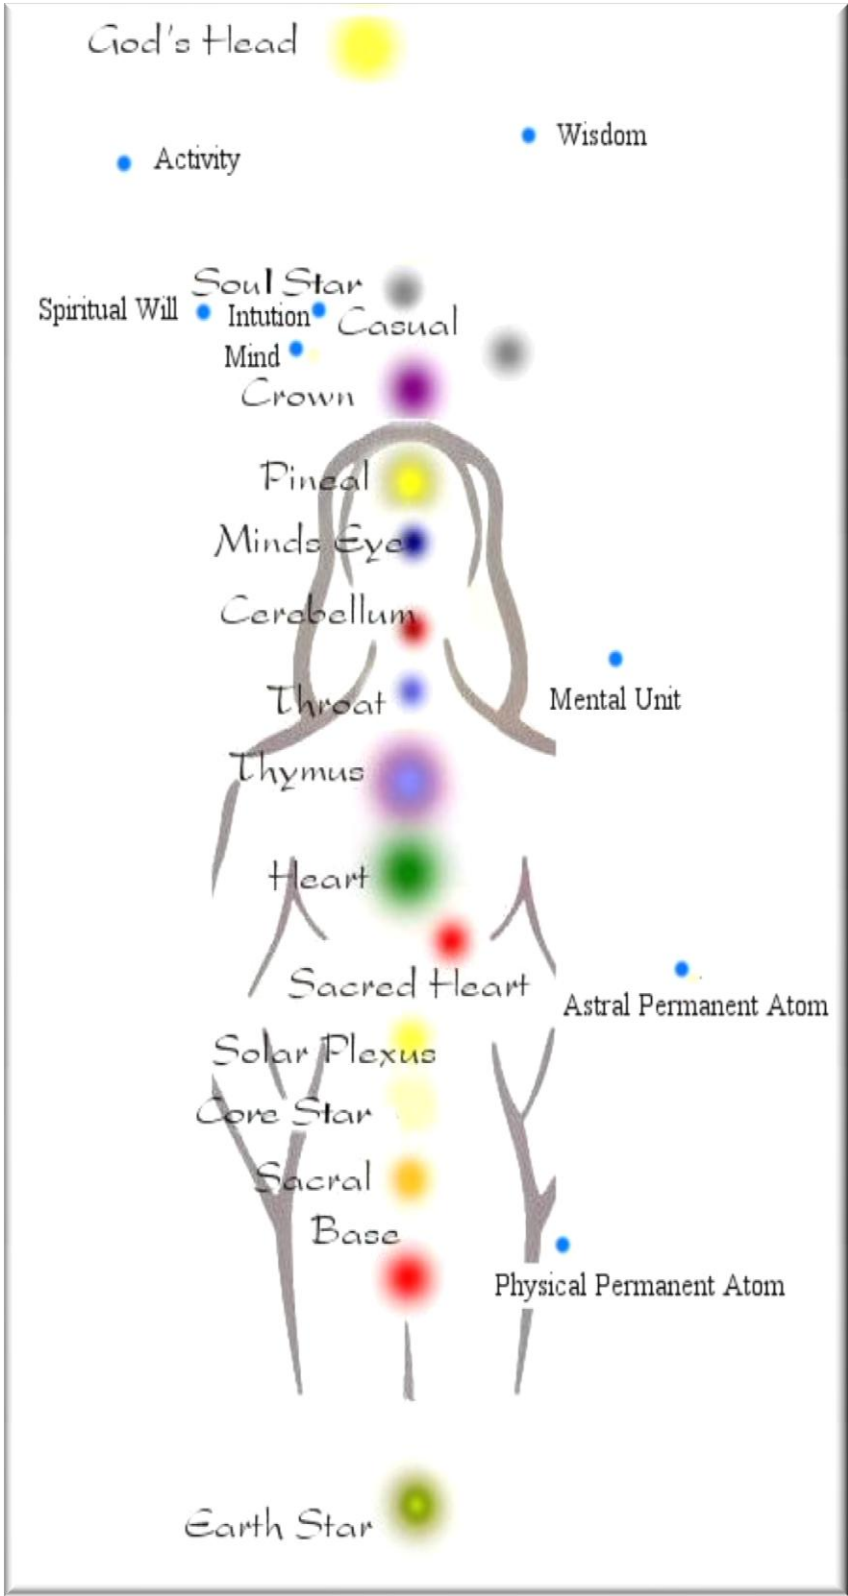 God's Head
Wisdom
Activity
Soul Star
Spiritual Will
Intution
Casual
Mind
Crown
Pineal
Minds Eye
Cerebellum
Mental Unit
Throat
Thymus
Heart
Sacred Heart
Astral Permanent Atom
Solar Plexus
Core Star
Sacral
Base
Physical Permanent Atom
Earth Star